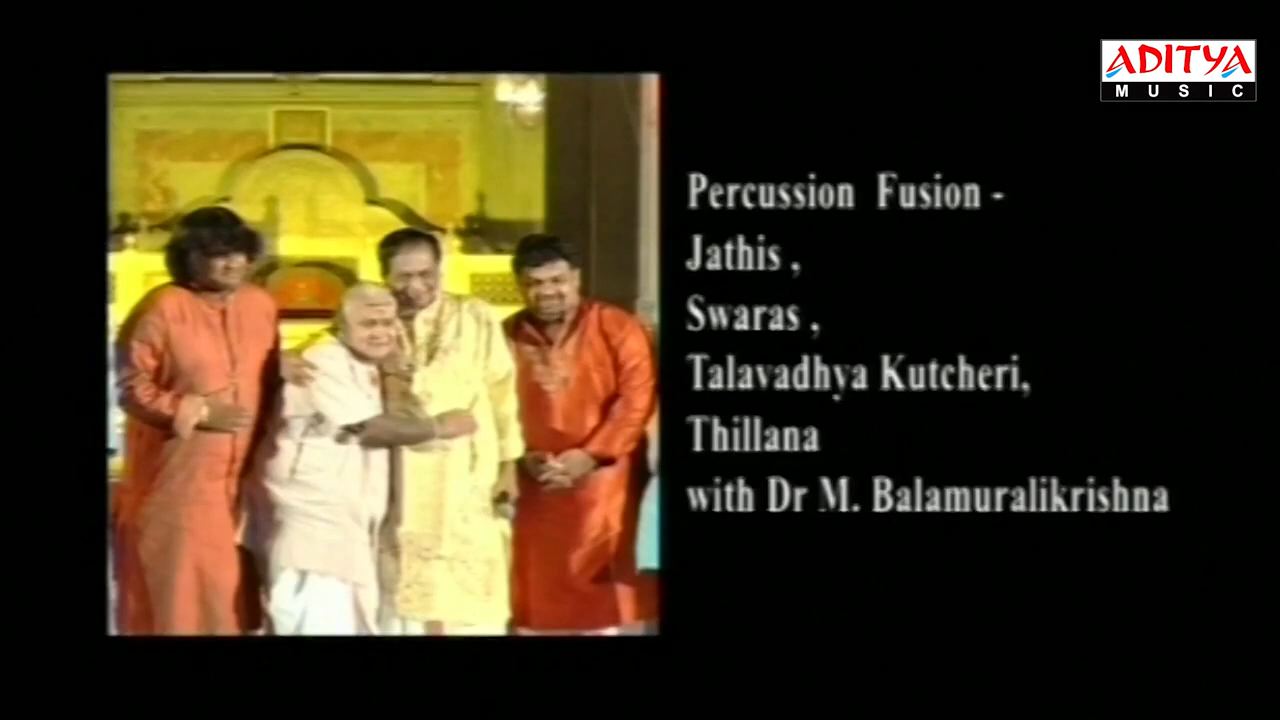 ADITYA
MUSIC
Percussion Fusion -
Jathis ,
Swaras ,
Talavadhya Kutcheri,
Thillana
with Dr M. Balamuralikrishna